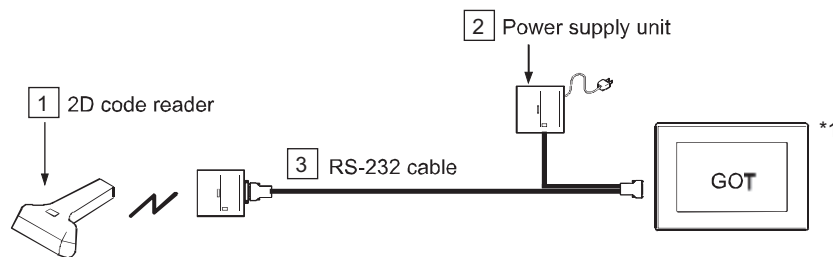 2 Power supply unit
1 2D code reader
3 RS-232 cable
GOT
*1